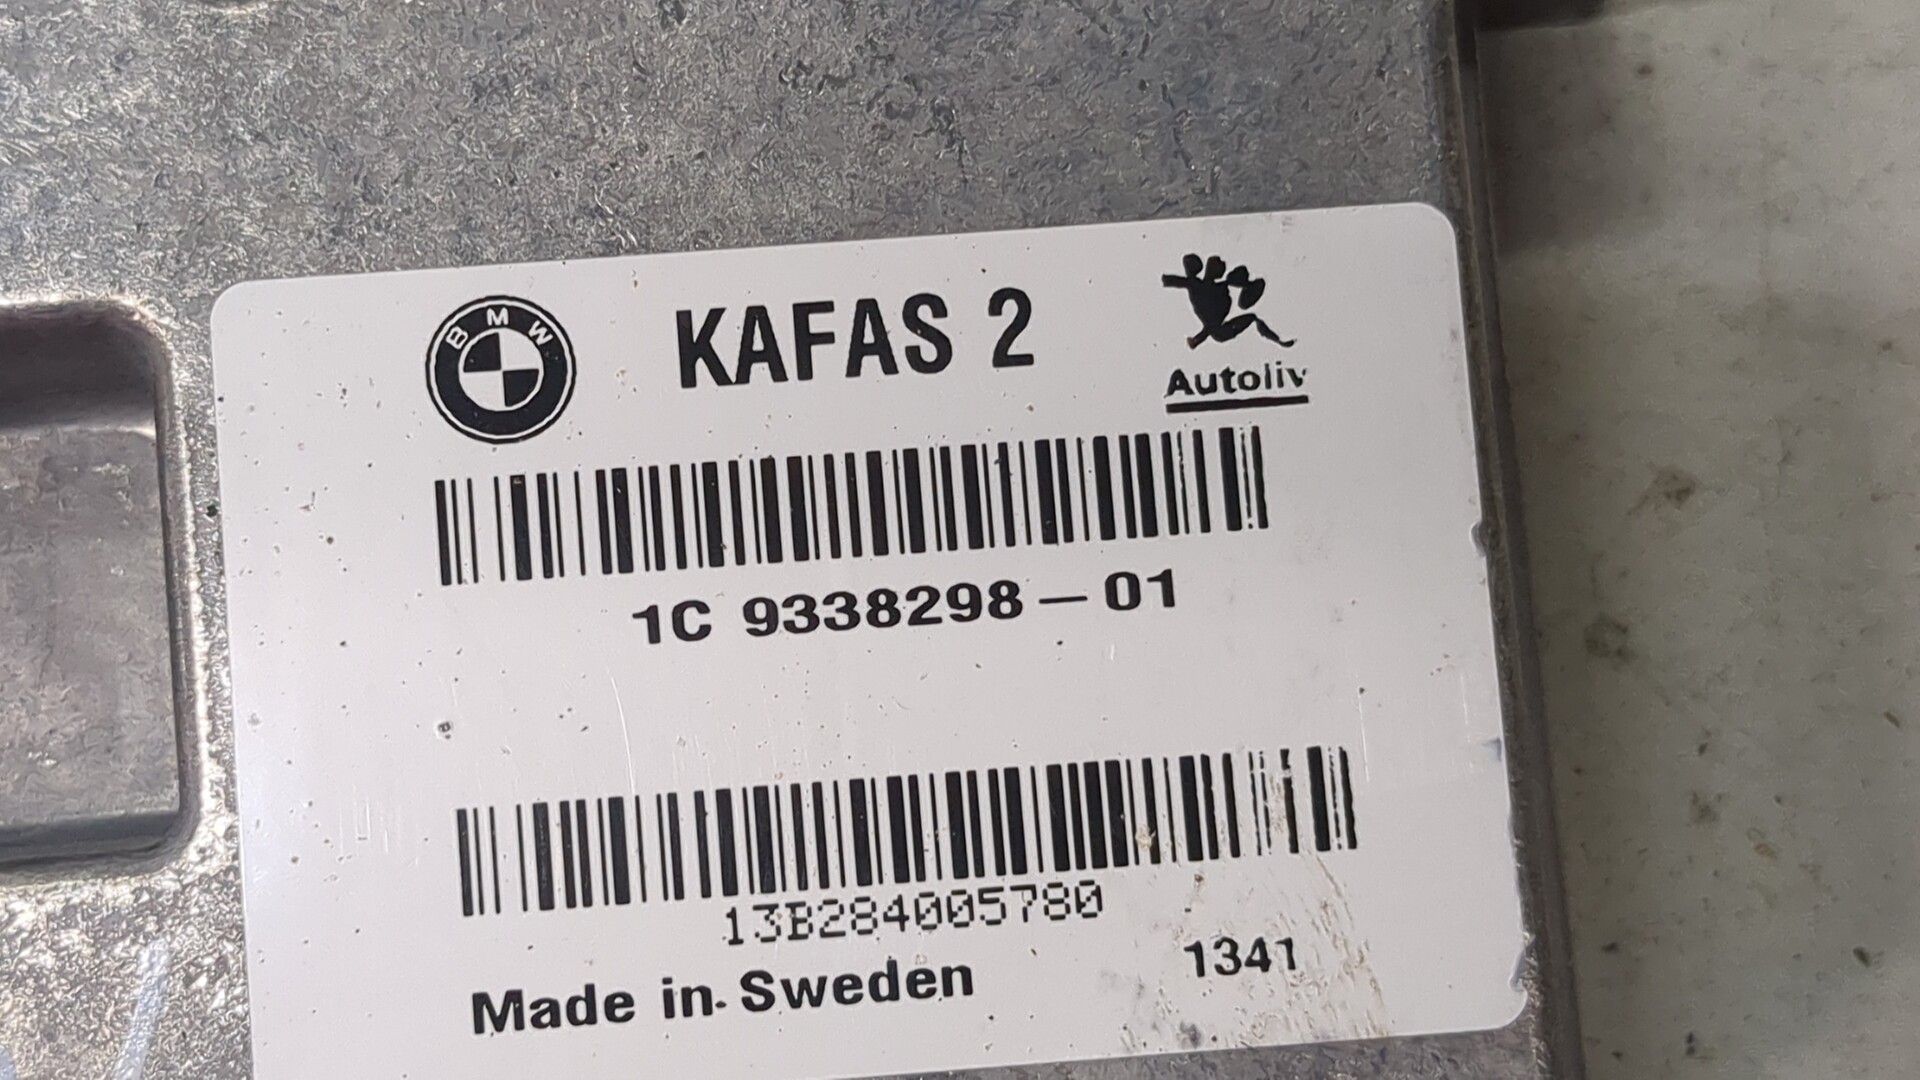 BMW KAFAS 2
Autoliv
1C 9338298-01
13B284005780
Made in Sweden 1341